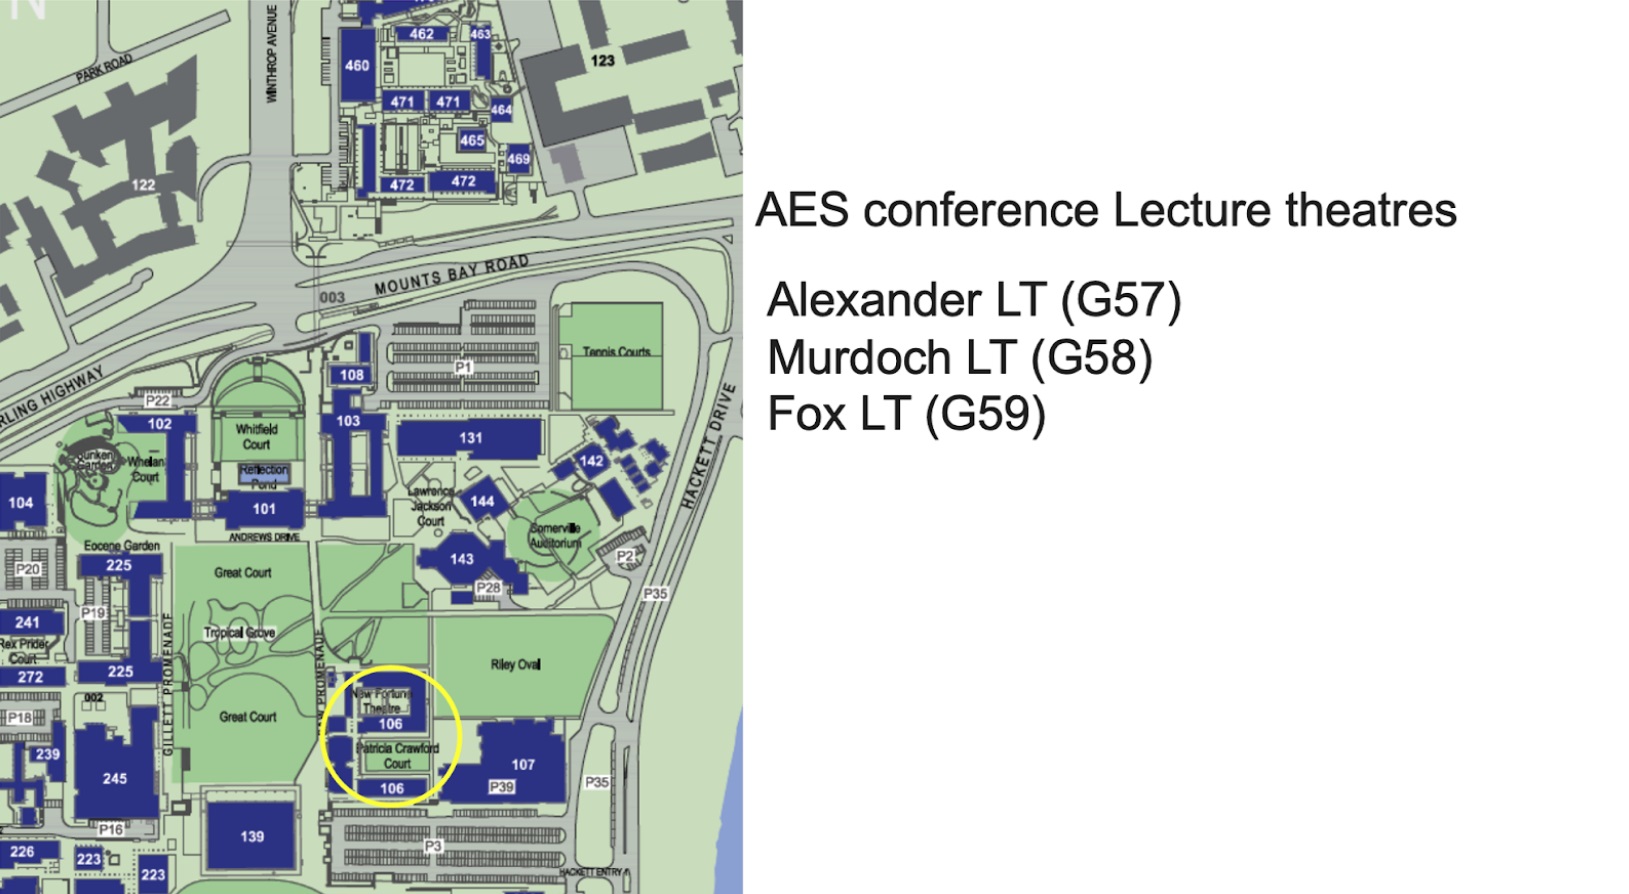 N
PARK ROAD
WINTHROP AVENUE
462
463
460
123
471
471
464
465
469
122
472
472
AES conference Lecture theatres
MOUNTS BAY ROAD
003
Alexander LT (G57)
Murdoch LT (G58)
Fox LT (G59)
Tennis Courts
P1
108
RLING HIGHWAY
P22
HACKETT DRIVE
102
103
Whitfield
Court
131
Sunken
Garden
Whelan
Court
Reflection
Pond
142
104
101
Lawrence
Jackson
Court
144
Somerville
Auditorium
ANDREWS DRIVE
Eocene Garden
P20
225
Great Court
143
P2
P28
P35
P19
241
Rex Prider
Court
Tropical Grove
GILLETT PROMENADE
PROMENADE
Riley Oval
272
225
002
New Fortune
Theatre
106
P18
Great Court
239
245
Patricia Crawford
Court
107
106
P39
P35
P16
139
P3
226
223
223
HACKETT ENTRY 1